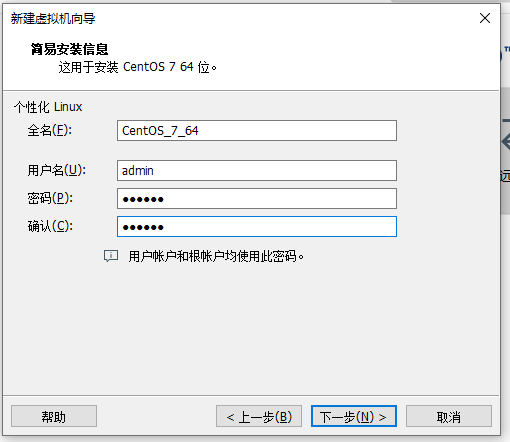 新建虚拟机向导
简易安装信息
这用于安装 CentOS 7 64 位。
个性化 Linux
全名(F): CentOS_7_64
用户名(U): admin
密码(P): ●●●●●●
确认(C): ●●●●●●
用户帐户和根帐户均使用此密码。
帮助 < 上一步(B) 下一步(N) > 取消
TM
远